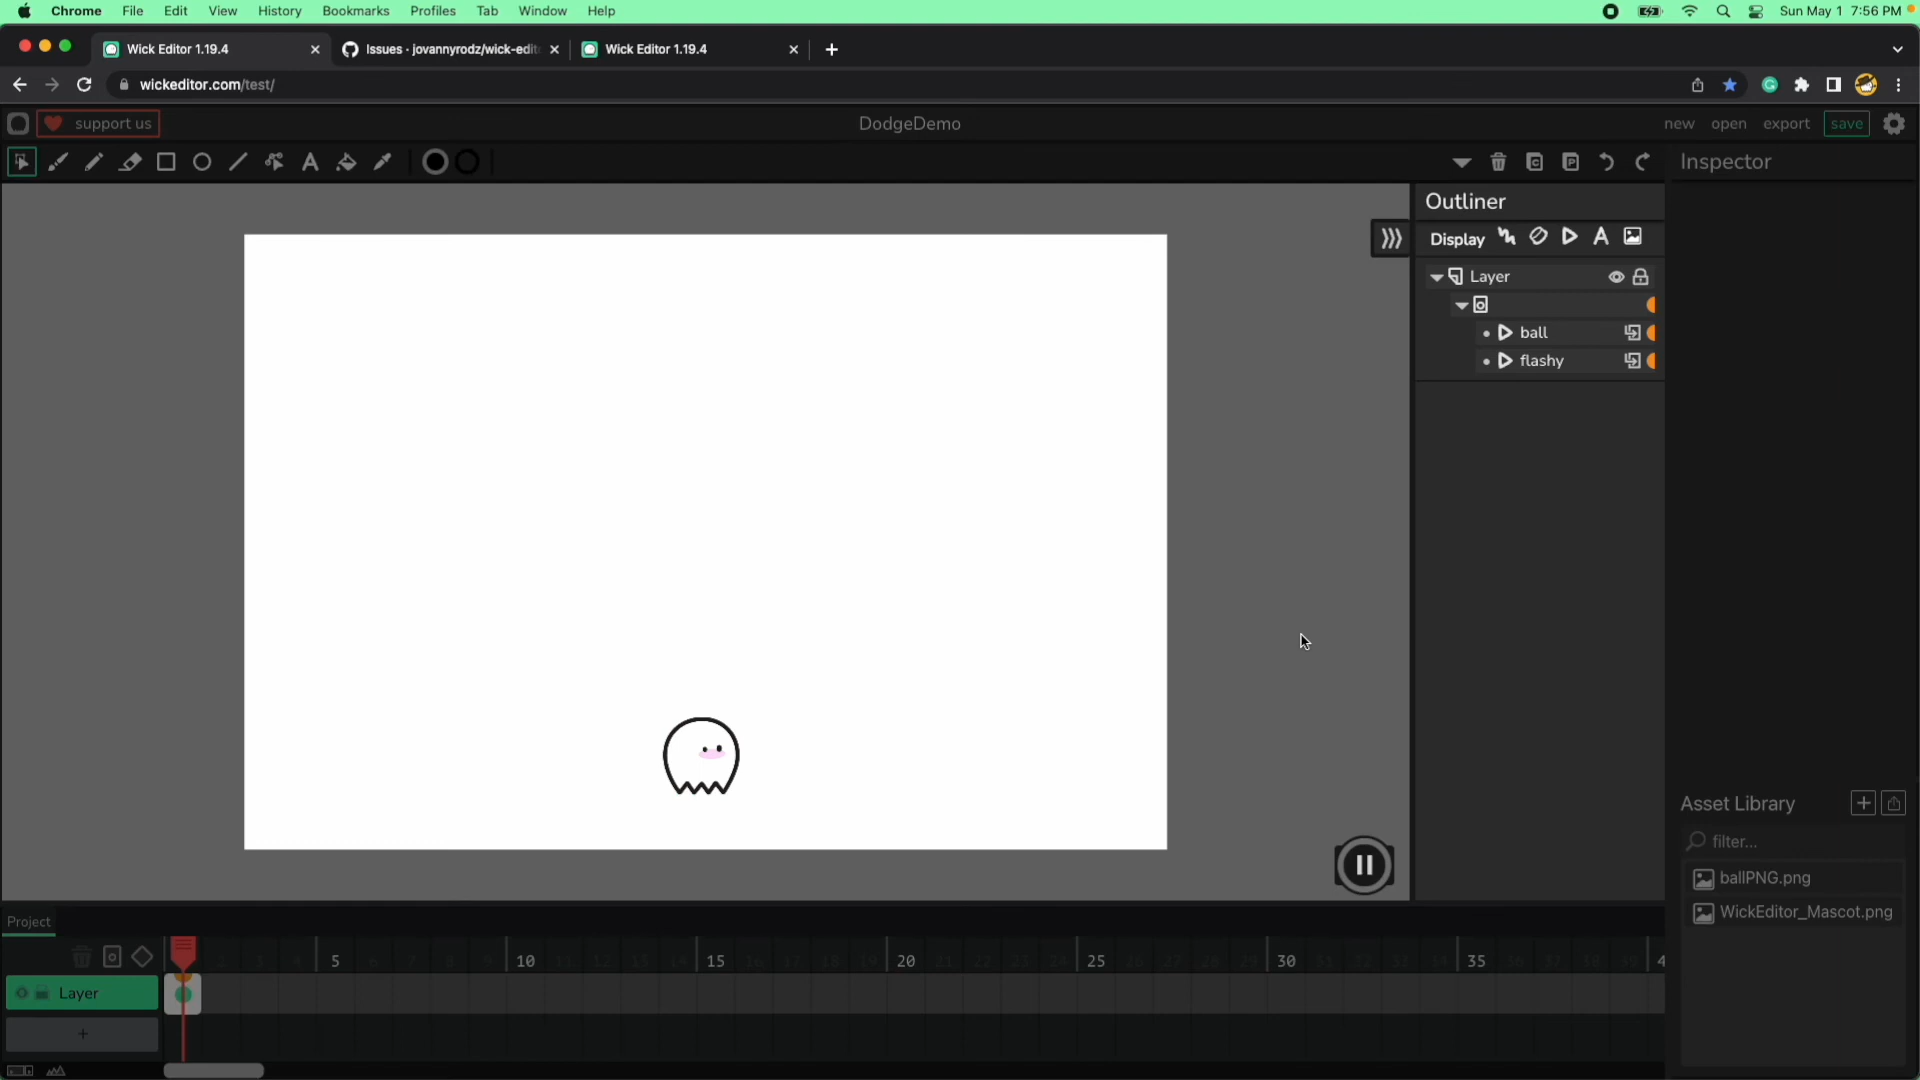 Chrome File Edit View History Bookmarks Profiles Tab Window Help Sun May 1 7:56 PM
Wick Editor 1.19.4 Issues · jovannyrodz/wick-edit Wick Editor 1.19.4
wickeditor.com/test/
support us DodgeDemo new open export save
Inspector
Outliner
Display
Layer
ball
flashy
Asset Library
filter...
ballPNG.png
WickEditor_Mascot.png
Project
5 10 15 20 25 30 35 4
Layer